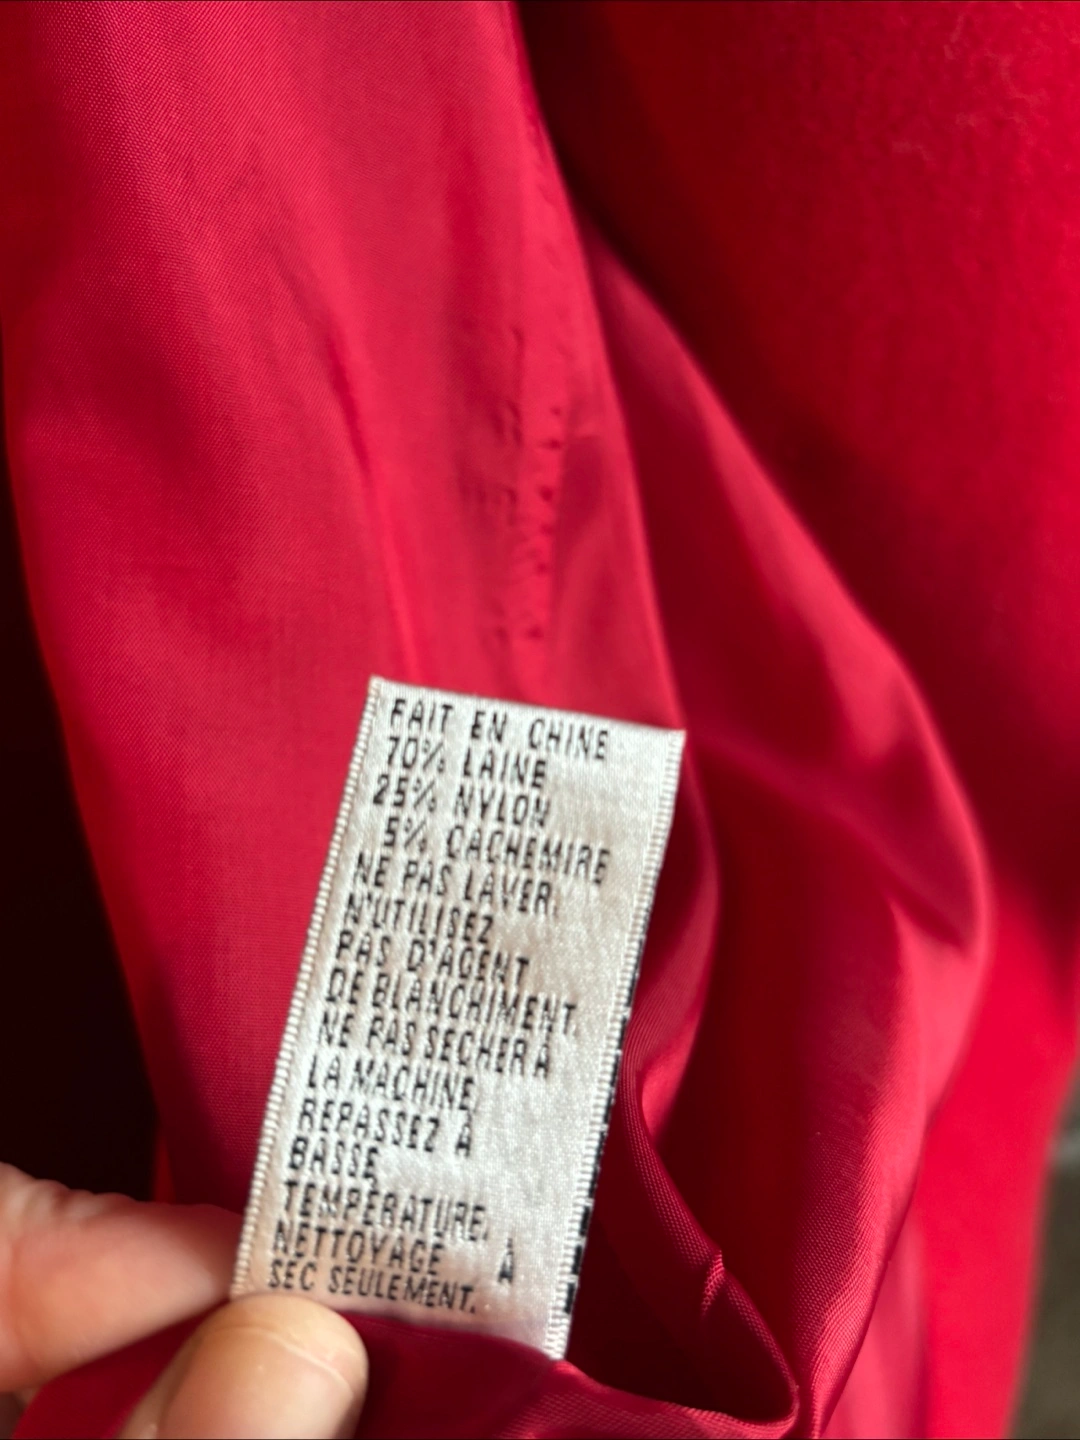 FAIT EN CHINE
70% LAINE
25% NYLON
5% CACHEMIRE
NE PAS LAVER.
N'UTILISEZ
PAS D'AGENT
DE BLANCHIMENT.
NE PAS SECHER À
LA MACHINE.
REPASSEZ À
BASSE
TEMPÉRATURE.
NETTOYAGE À
SEC SEULEMENT.